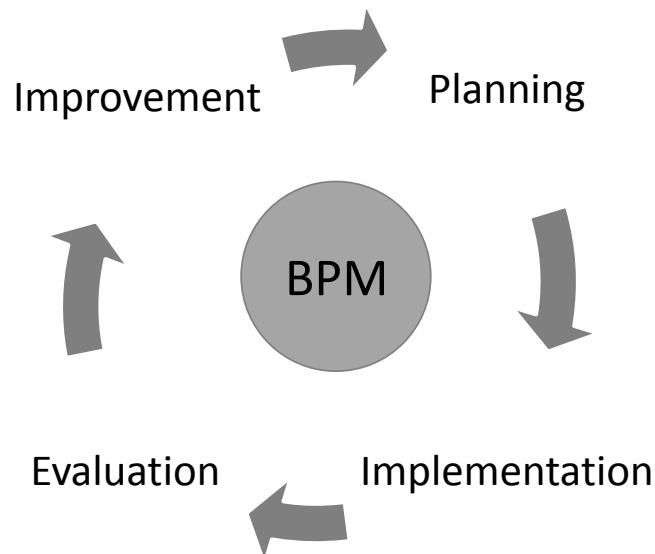 Improvement
Planning
BPM
Evaluation
Implementation